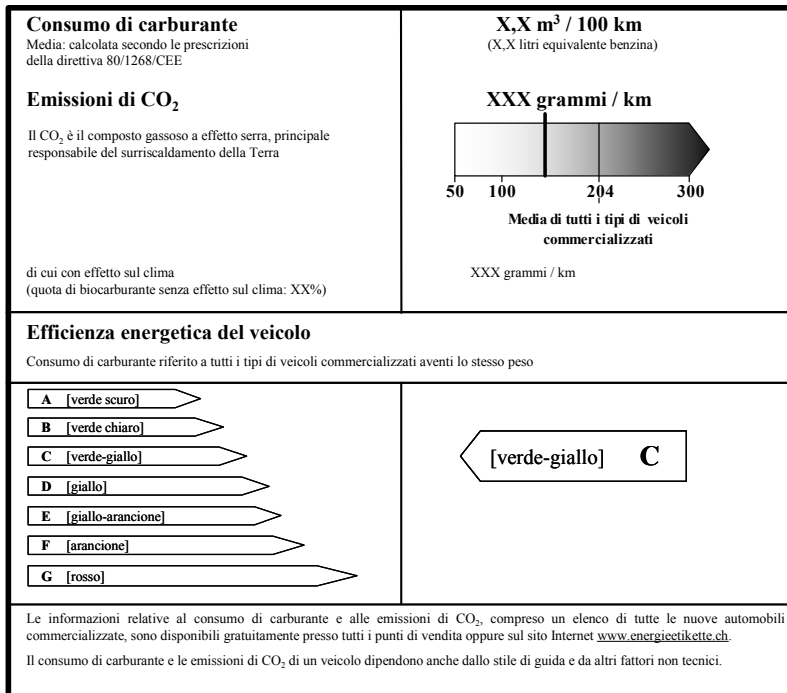 Consumo di carburante
Media: calcolata secondo le prescrizioni
della direttiva 80/1268/CEE
X,X m³ / 100 km
(X,X litri equivalente benzina)
Emissioni di CO₂
XXX grammi / km
Il CO₂ è il composto gassoso a effetto serra, principale
responsabile del surriscaldamento della Terra
50 100 204 300
Media di tutti i tipi di veicoli
commercializzati
di cui con effetto sul clima
(quota di biocarburante senza effetto sul clima: XX%)
XXX grammi / km
Efficienza energetica del veicolo
Consumo di carburante riferito a tutti i tipi di veicoli commercializzati aventi lo stesso peso
A [verde scuro]
B [verde chiaro]
C [verde-giallo]
D [giallo]
E [giallo-arancione]
F [arancione]
G [rosso]
[verde-giallo] C
Le informazioni relative al consumo di carburante e alle emissioni di CO₂, compreso un elenco di tutte le nuove automobili
commercializzate, sono disponibili gratuitamente presso tutti i punti di vendita oppure sul sito Internet www.energieetikette.ch.
Il consumo di carburante e le emissioni di CO₂ di un veicolo dipendono anche dallo stile di guida e da altri fattori non tecnici.